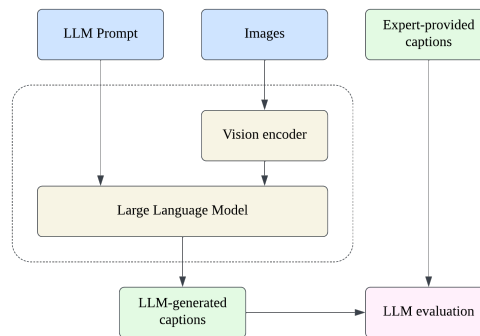 LLM Prompt
Images
Expert-provided
captions
Vision encoder
Large Language Model
LLM-generated
captions
LLM evaluation